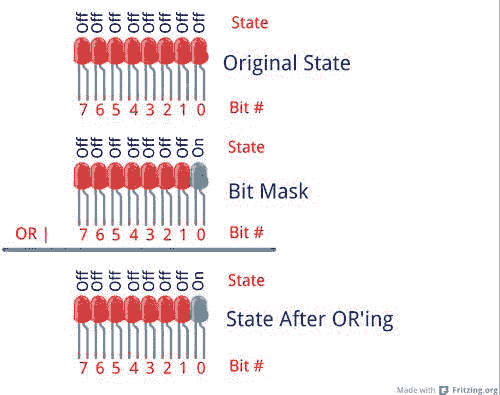 Off Off Off Off Off Off Off Off State
Original State
7 6 5 4 3 2 1 0 Bit #
Off Off Off Off Off Off Off On State
Bit Mask
OR | 7 6 5 4 3 2 1 0 Bit #
Off Off Off Off Off Off Off On State
State After OR'ing
7 6 5 4 3 2 1 0 Bit #
Made with Fritzing.org